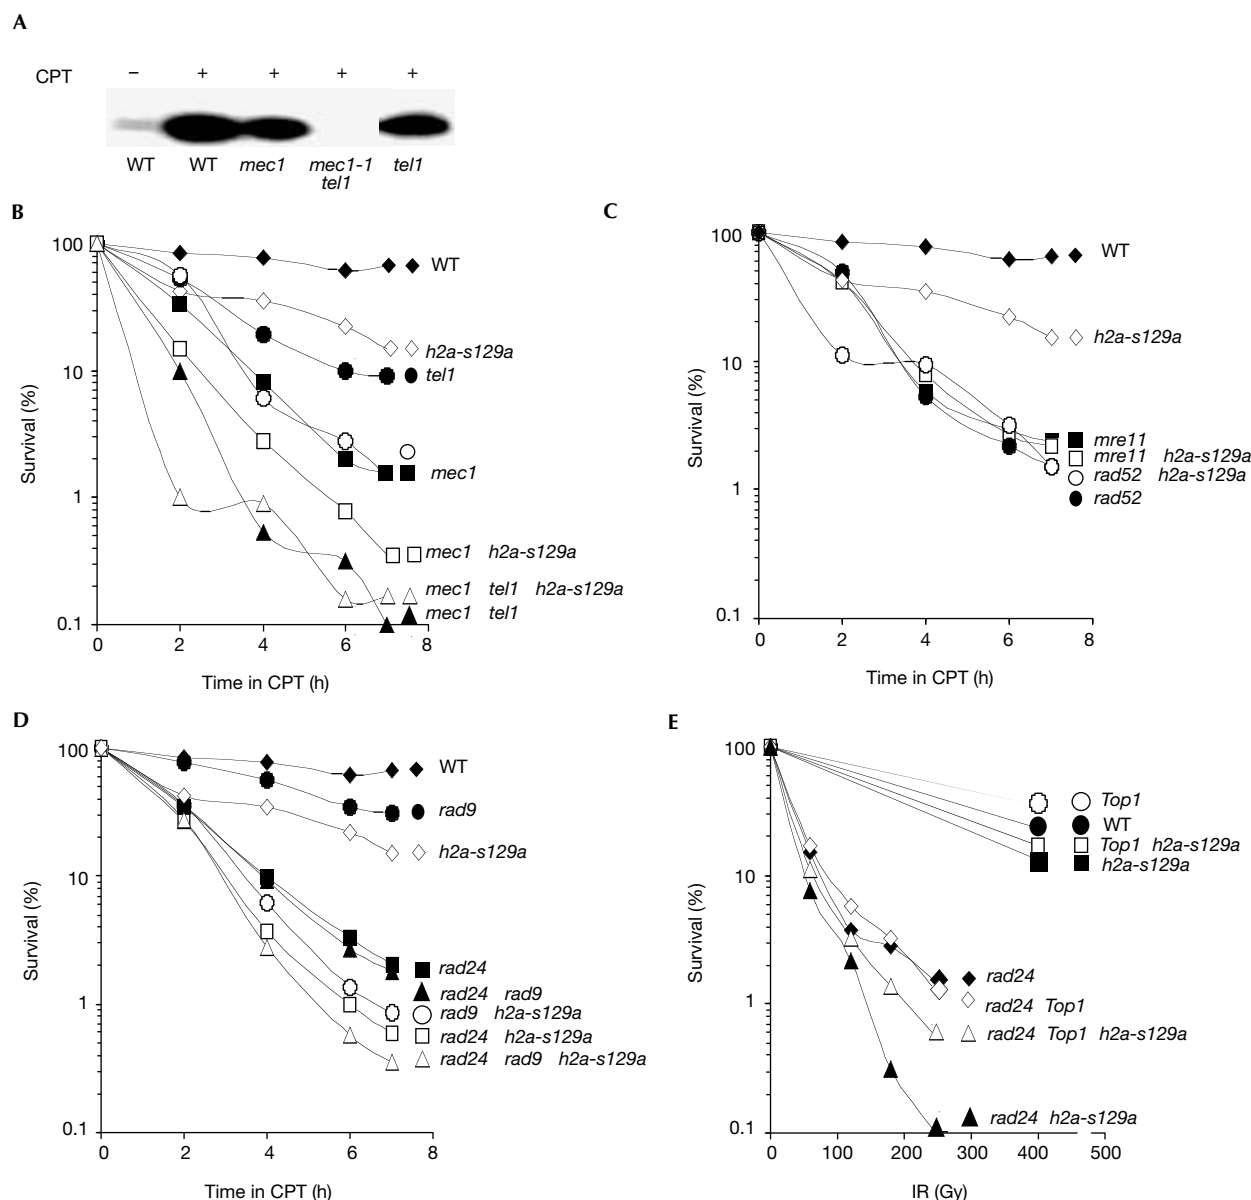 A
CPT − + + + +
WT WT mec1 mec1-1 tel1
tel1
B
Survival (%)
100
10
1
0.1
0 2 4 6 8
Time in CPT (h)
WT
h2a-s129a
tel1
mec1
mec1 h2a-s129a
mec1 tel1 h2a-s129a
mec1 tel1
C
Survival (%)
100
10
1
0.1
0 2 4 6 8
Time in CPT (h)
WT
h2a-s129a
mre11
mre11 h2a-s129a
rad52 h2a-s129a
rad52
D
Survival (%)
100
10
1
0.1
0 2 4 6 8
Time in CPT (h)
WT
rad9
h2a-s129a
rad24
rad24 rad9
rad9 h2a-s129a
rad24 h2a-s129a
rad24 rad9 h2a-s129a
E
Survival (%)
100
10
1
0.1
0 100 200 300 400 500
IR (Gy)
Top1
WT
Top1 h2a-s129a
h2a-s129a
rad24
rad24 Top1
rad24 Top1 h2a-s129a
rad24 h2a-s129a